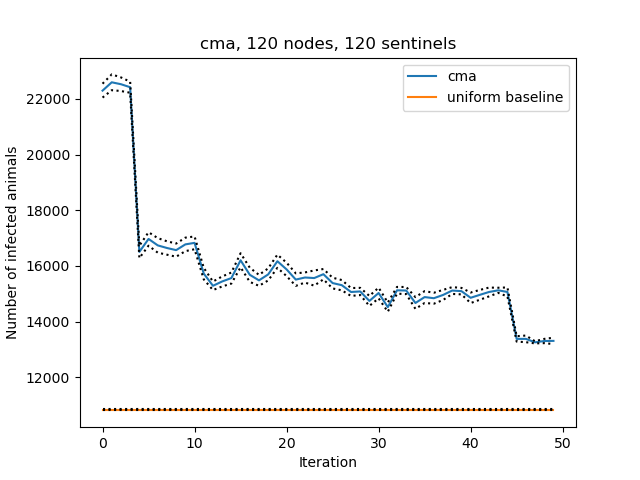 cma, 120 nodes, 120 sentinels
cma
uniform baseline
22000
20000
18000
16000
14000
12000
Number of infected animals
0 10 20 30 40 50
Iteration